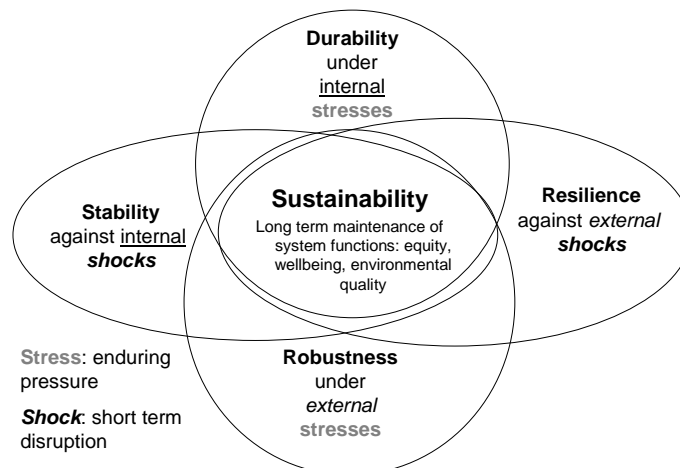 Durability
under
internal
stresses
Sustainability
Long term maintenance of
system functions: equity,
wellbeing, environmental
quality
Stability
against internal
shocks
Resilience
against external
shocks
Robustness
under
external
stresses
Stress: enduring
pressure
Shock: short term
disruption